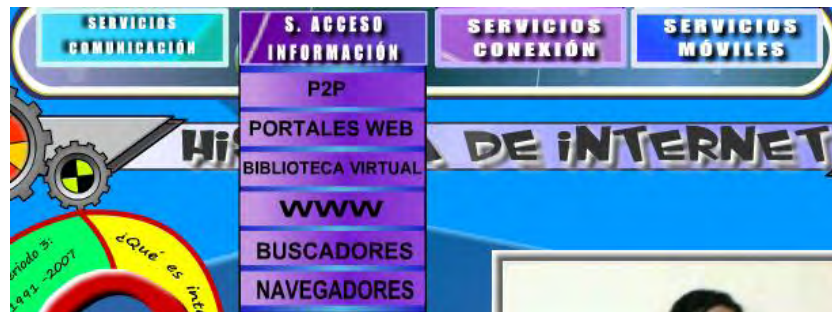 SERVICIOS
COMUNICACIÓN
S. ACCESO
INFORMACIÓN
SERVICIOS
CONEXIÓN
SERVICIOS
MÓVILES
P2P
PORTALES WEB
BIBLIOTECA VIRTUAL
WWW
BUSCADORES
NAVEGADORES
DE iNTERNET
3:
1991 -2007
¿Qué es